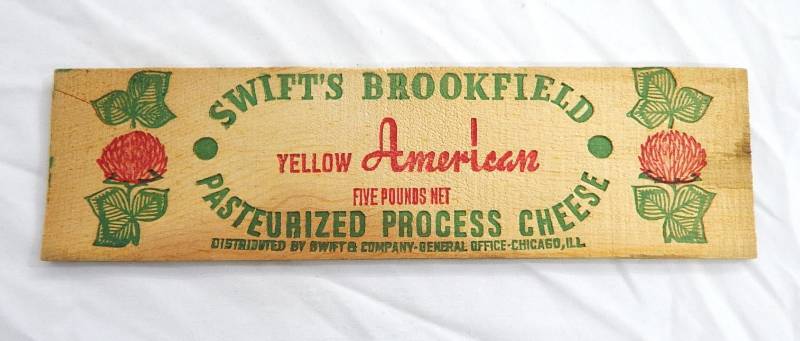 SWIFT'S BROOKFIELD
YELLOW American
FIVE POUNDS NET
PASTEURIZED PROCESS CHEESE
DISTRIBUTED BY SWIFT & COMPANY-GENERAL OFFICE-CHICAGO, ILL.